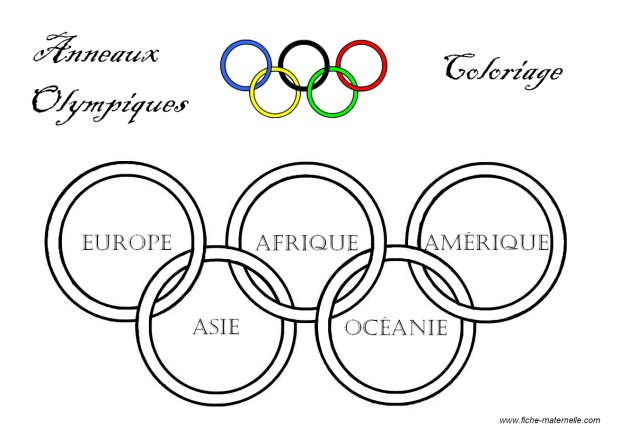 Anneaux
Olympiques
Coloriage
EUROPE
AFRIQUE
AMÉRIQUE
ASIE
OCÉANIE
www.fiche-maternelle.com